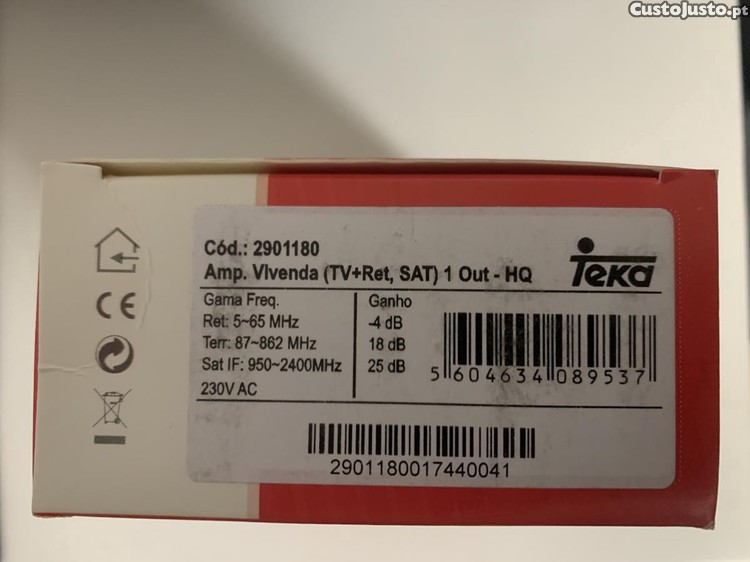 CustoJusto.pt
Cód.: 2901180
Amp. VIvenda (TV+Ret, SAT) 1 Out - HQ
Teka
Gama Freq. Ganho
Ret: 5~65 MHz -4 dB
Terr: 87~862 MHz 18 dB
Sat IF: 950~2400MHz 25 dB
230V AC
5 604634 089537
2901180017440041
CE